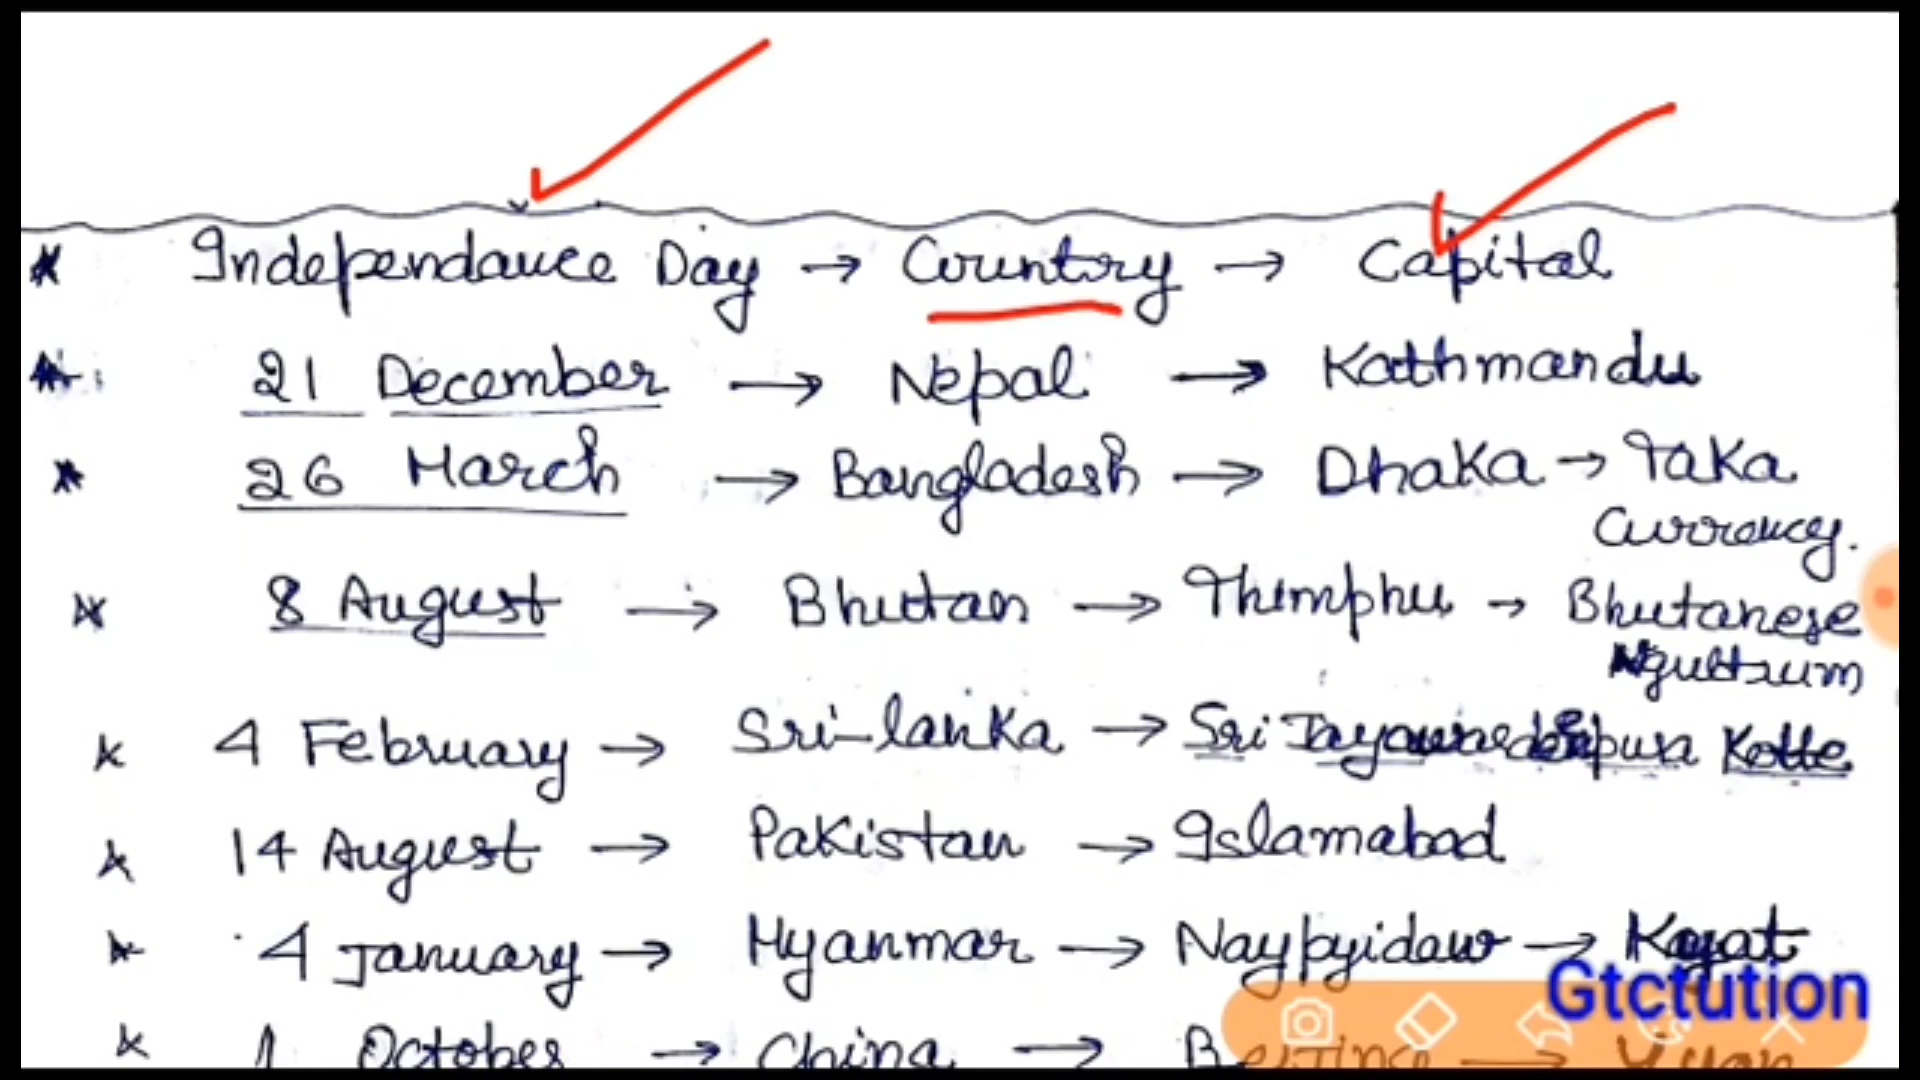 Independance Day → Country → Capital
21 December → Nepal → Kathmandu
26 March → Bangladesh → Dhaka → Taka
Currency.
8 August → Bhutan → Thimphu → Bhutanese
Ngultrum
4 February → Sri-lanka → Sri Kotte
14 August → Pakistan → Islamabad
4 January → Myanmar → Naypyidaw →
Gtctution
1 October → China → Beijing → Yuan